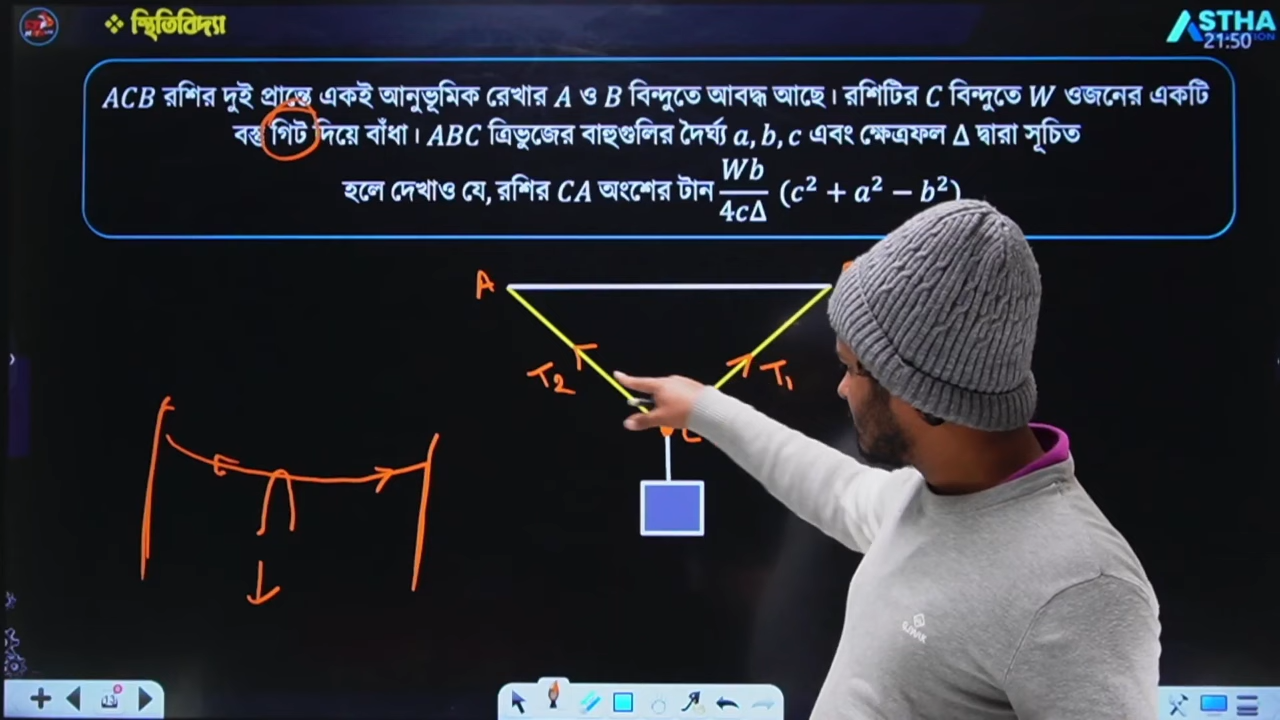 ❖ স্থিতিবিদ্যা
ASTHA
21:50
ACB রশির দুই প্রান্তে একই আনুভূমিক রেখার A ও B বিন্দুতে আবদ্ধ আছে। রশিটির C বিন্দুতে W ওজনের একটি
বস্তু গিট দিয়ে বাঁধা। ABC ত্রিভুজের বাহুগুলির দৈর্ঘ্য a, b, c এবং ক্ষেত্রফল Δ দ্বারা সূচিত
হলে দেখাও যে, রশির CA অংশের টান Wb/4cΔ (c² + a² − b²)
A
T₂
T₁
C